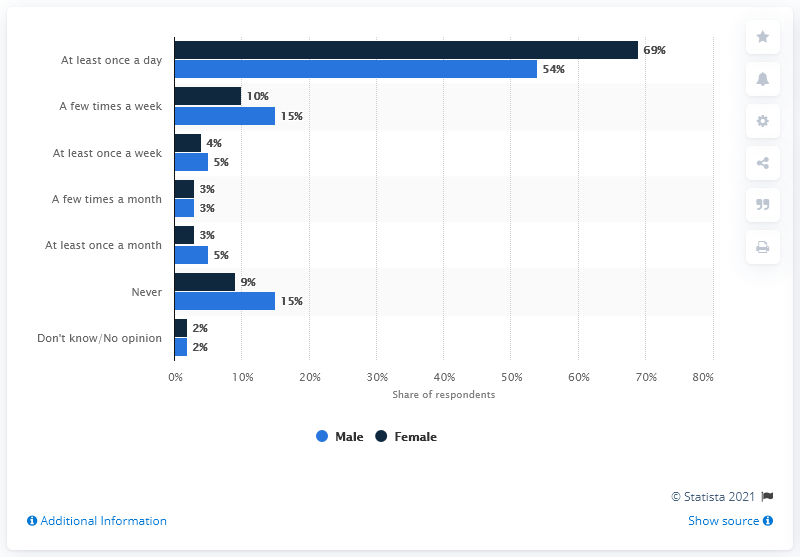 At least once a day
69%
54%
A few times a week
10%
15%
At least once a week
4%
5%
A few times a month
3%
3%
At least once a month
3%
5%
Never
9%
15%
Don't know/No opinion
2%
2%
0% 10% 20% 30% 40% 50% 60% 70% 80%
Share of respondents
Male Female
© Statista 2021
Additional Information Show source